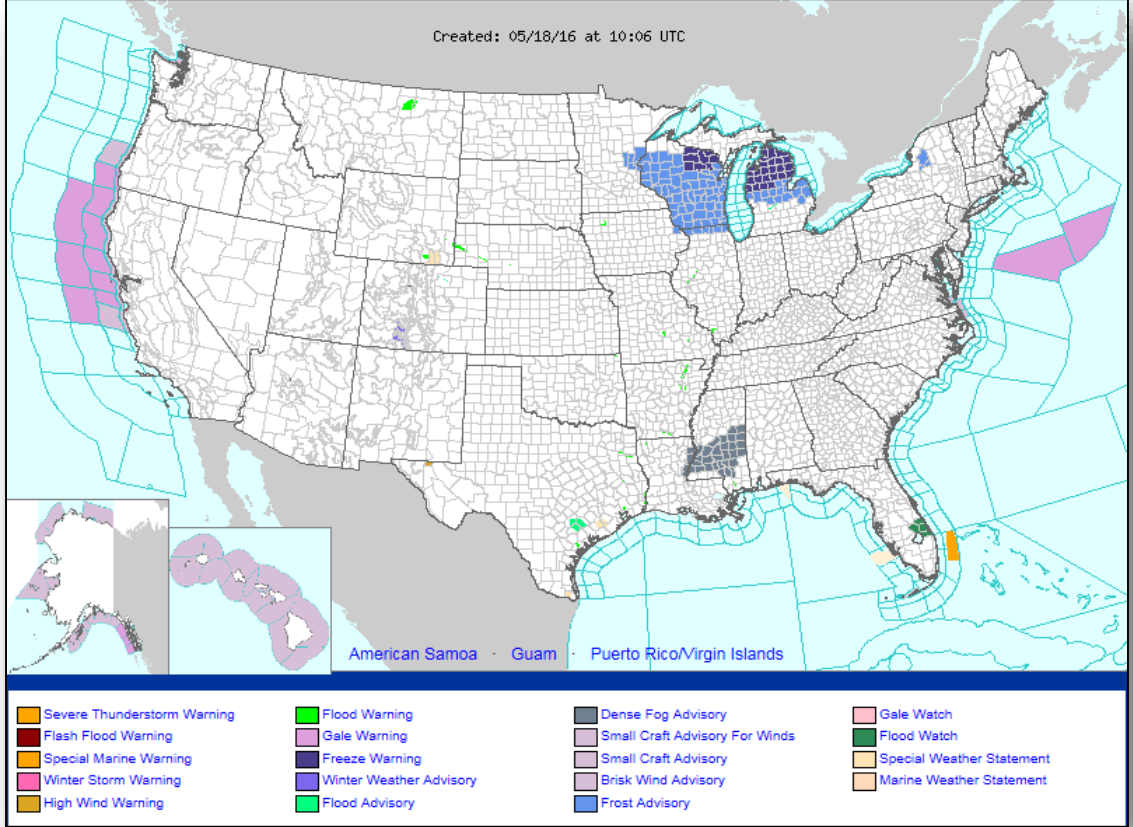 Created: 05/18/16 at 10:06 UTC
American Samoa · Guam · Puerto Rico/Virgin Islands
Severe Thunderstorm Warning
Flash Flood Warning
Special Marine Warning
Winter Storm Warning
High Wind Warning
Flood Warning
Gale Warning
Freeze Warning
Winter Weather Advisory
Flood Advisory
Dense Fog Advisory
Small Craft Advisory For Winds
Small Craft Advisory
Brisk Wind Advisory
Frost Advisory
Gale Watch
Flood Watch
Special Weather Statement
Marine Weather Statement